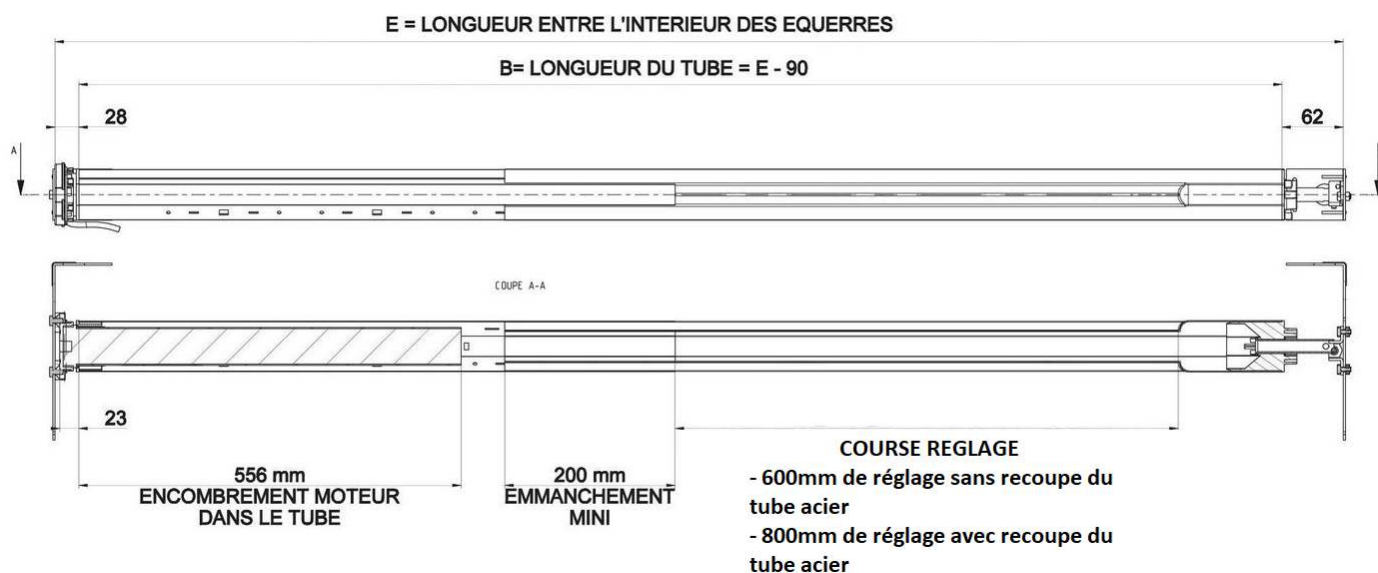 E = LONGUEUR ENTRE L'INTERIEUR DES EQUERRES
B= LONGUEUR DU TUBE = E - 90
28
62
A
COUPE A-A
23
556 mm
ENCOMBREMENT MOTEUR
DANS LE TUBE
200 mm
EMMANCHEMENT
MINI
COURSE REGLAGE
- 600mm de réglage sans recoupe du
tube acier
- 800mm de réglage avec recoupe du
tube acier